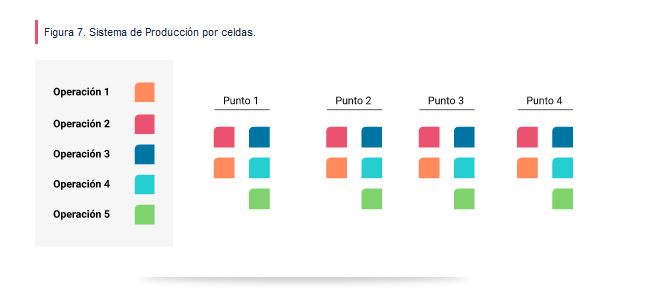 Figura 7. Sistema de Producción por celdas.
Operación 1
Operación 2
Operación 3
Operación 4
Operación 5
Punto 1
Punto 2
Punto 3
Punto 4